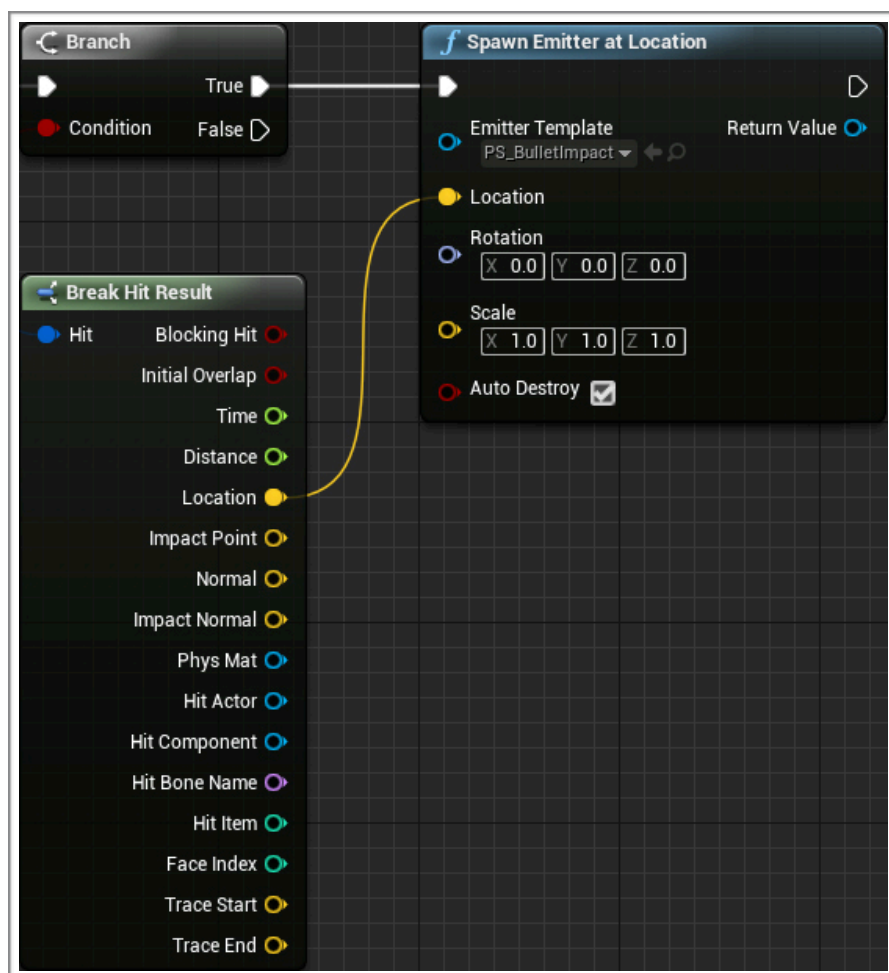 Branch
True
Condition False
Spawn Emitter at Location
Emitter Template Return Value
PS_BulletImpact
Location
Rotation
X 0.0 Y 0.0 Z 0.0
Scale
X 1.0 Y 1.0 Z 1.0
Auto Destroy
Break Hit Result
Hit Blocking Hit
Initial Overlap
Time
Distance
Location
Impact Point
Normal
Impact Normal
Phys Mat
Hit Actor
Hit Component
Hit Bone Name
Hit Item
Face Index
Trace Start
Trace End